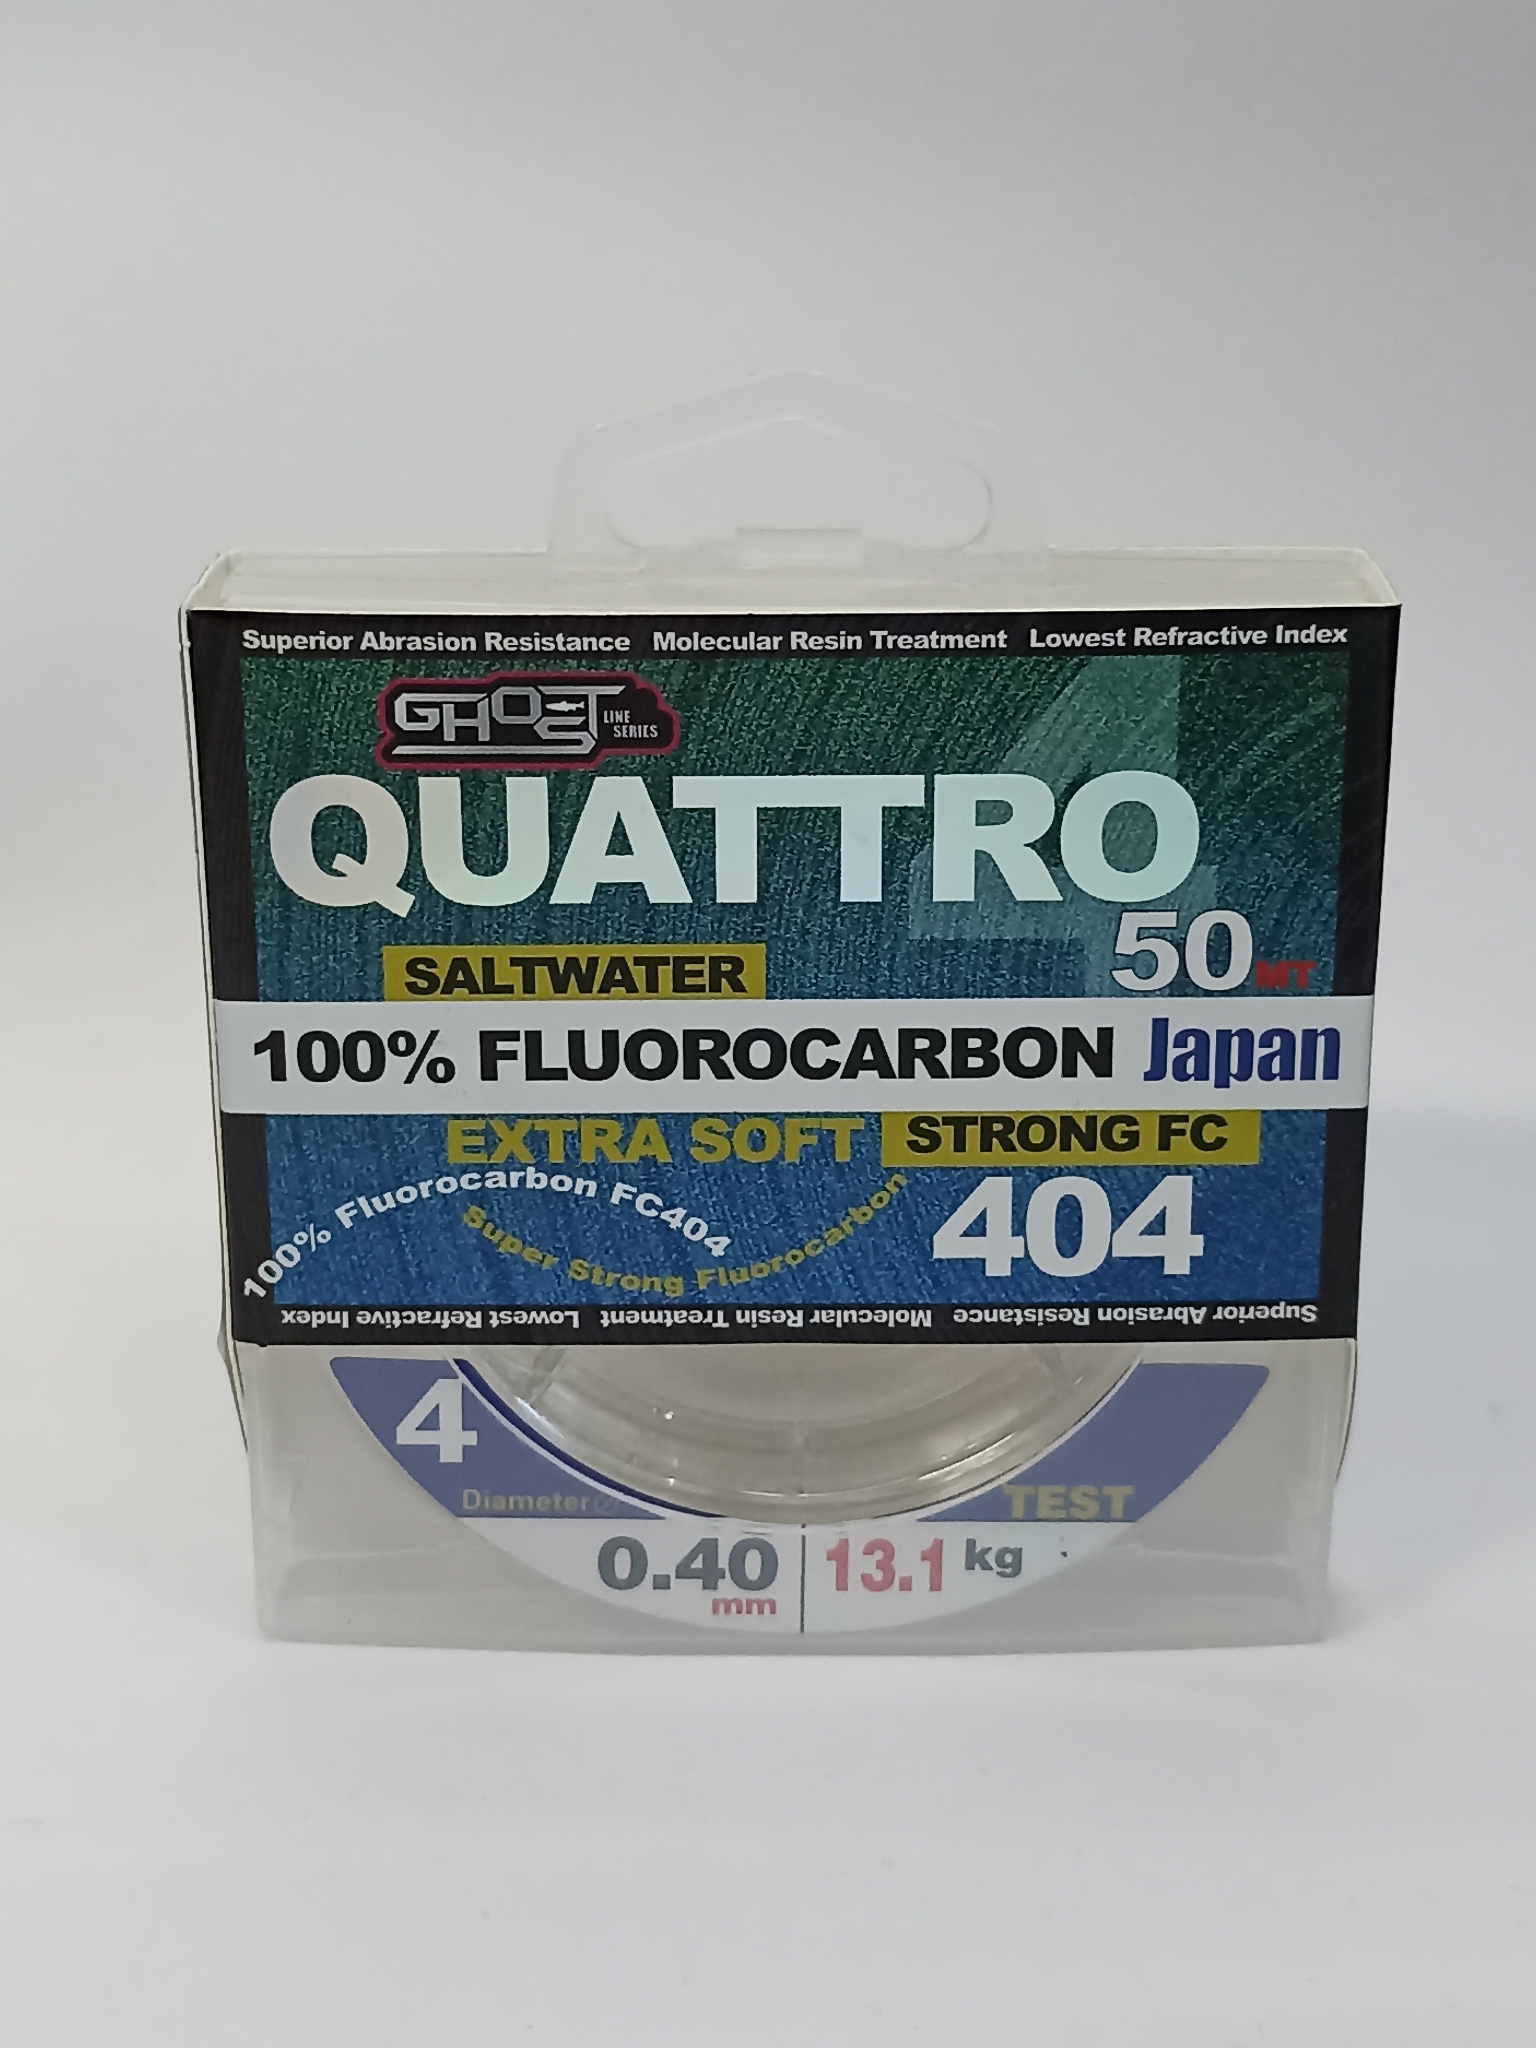 Superior Abrasion Resistance Molecular Resin Treatment Lowest Refractive Index
GHOST LINE SERIES
QUATTRO
50 MT
SALTWATER
100% FLUOROCARBON Japan
EXTRA SOFT STRONG FC
100% Fluorocarbon FC404
Super Strong Fluorocarbon
404
Superior Abrasion Resistance Molecular Resin Treatment Lowest Refractive Index
4
Diameter
TEST
0.40 mm
13.1 kg